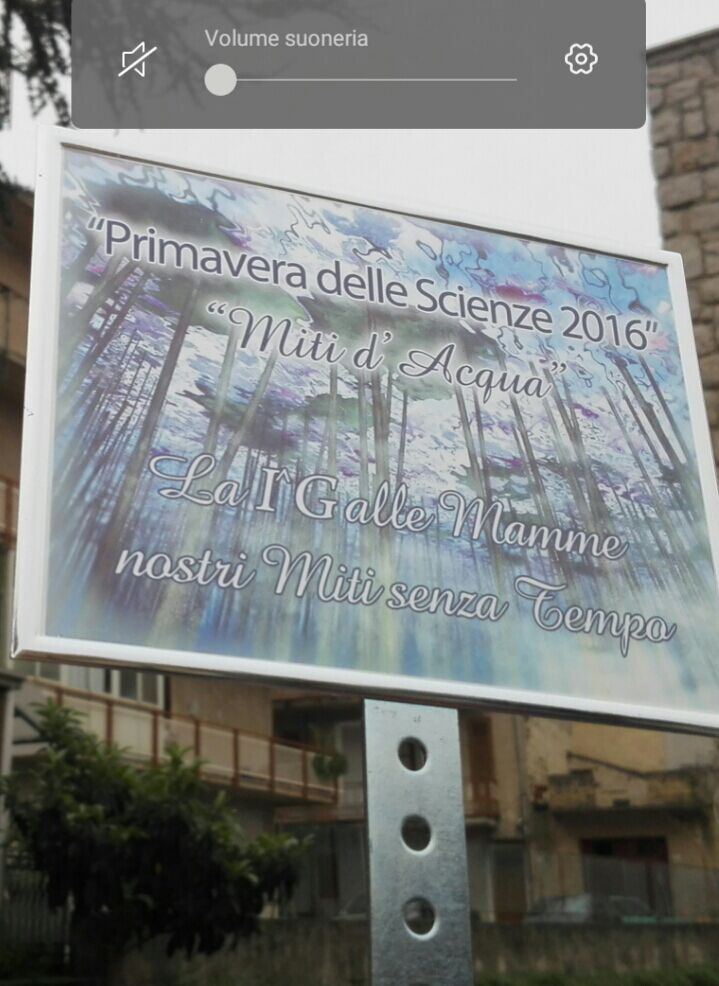 Volume suoneria
"Primavera delle Scienze 2016"
"Miti d' Acqua"
La I^ G alle Mamme
nostri Miti senza Tempo